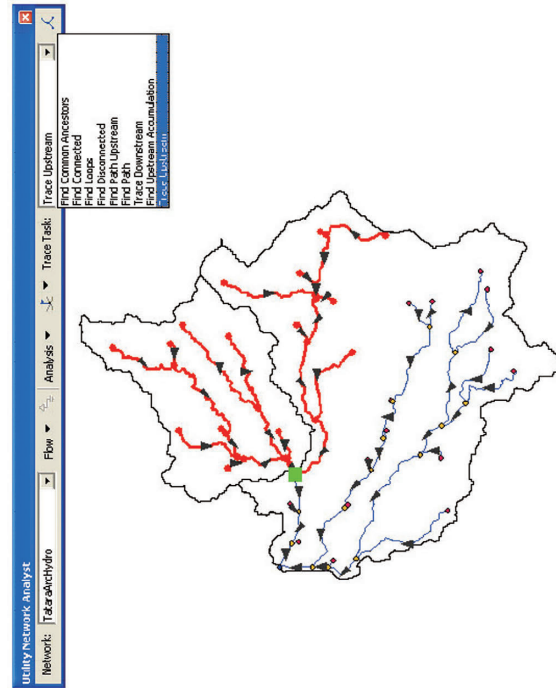 Utility Network Analyst
Network: TataraArcHydro Flow Analysis Trace Task: Trace Upstream
Find Common Ancestors
Find Connected
Find Loops
Find Disconnected
Find Path Upstream
Find Path
Trace Downstream
Find Upstream Accumulation
Trace Upstream